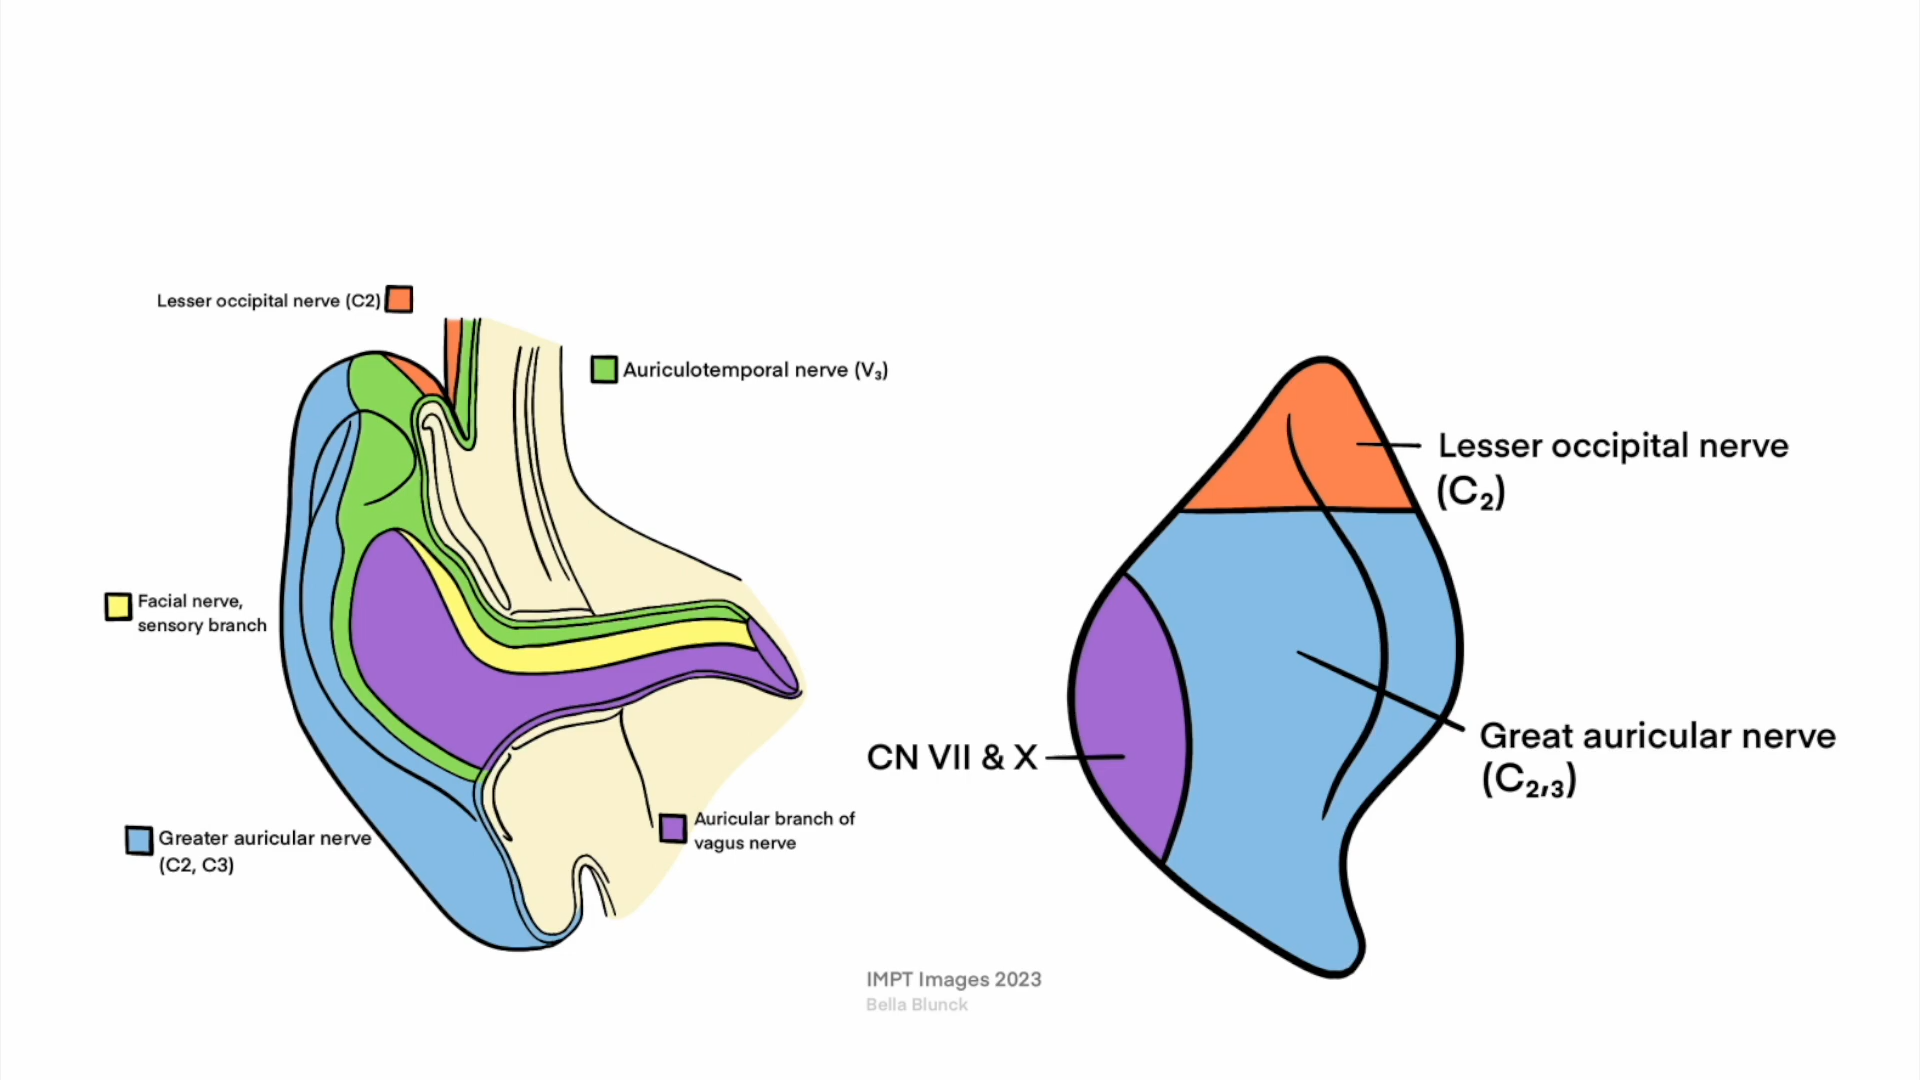 Lesser occipital nerve (C2)
Auriculotemporal nerve (V₃)
Facial nerve,
sensory branch
Greater auricular nerve
(C2, C3)
Auricular branch of
vagus nerve
Lesser occipital nerve
(C₂)
CN VII & X
Great auricular nerve
(C₂,₃)
IMPT Images 2023
Bella Blunck